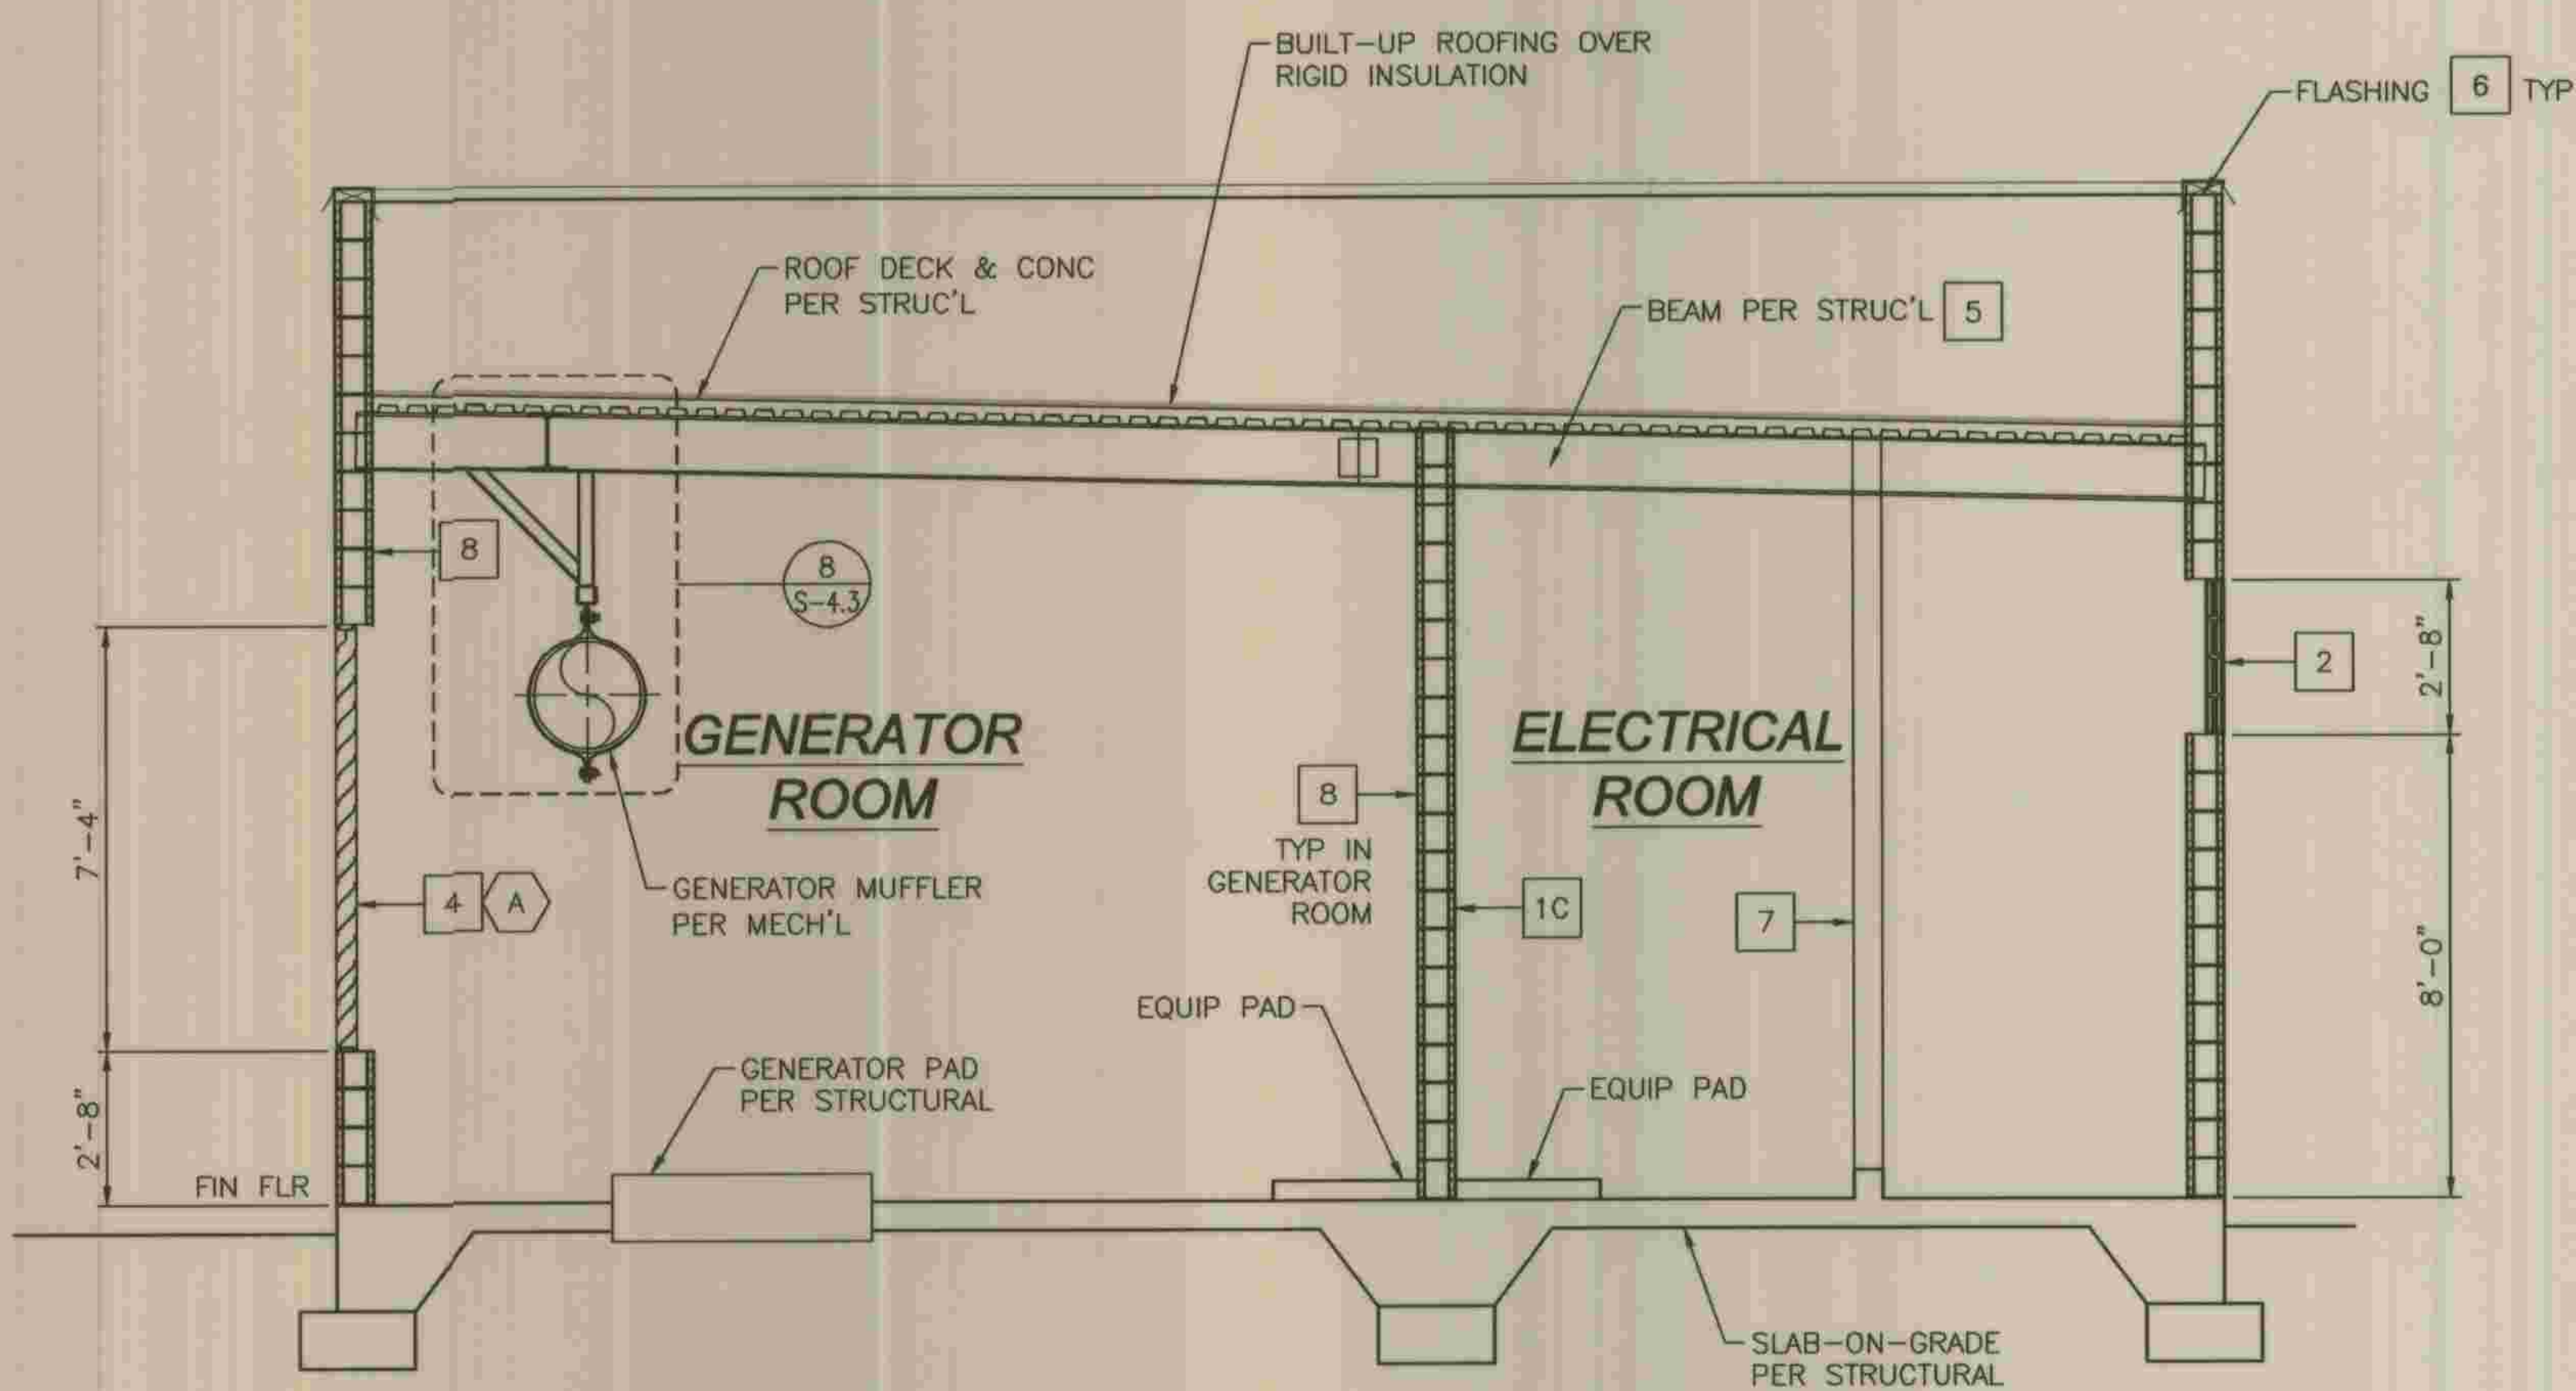 BUILT-UP ROOFING OVER
RIGID INSULATION
FLASHING 6 TYP
ROOF DECK & CONC
PER STRUC'L
BEAM PER STRUC'L 5
8
8
S-4.3
2
2'-8"
GENERATOR
ROOM
ELECTRICAL
ROOM
7'-4"
8
TYP IN
GENERATOR
ROOM
4 A
GENERATOR MUFFLER
PER MECH'L
1C
7
8'-0"
EQUIP PAD
GENERATOR PAD
PER STRUCTURAL
EQUIP PAD
2'-8"
FIN FLR
SLAB-ON-GRADE
PER STRUCTURAL